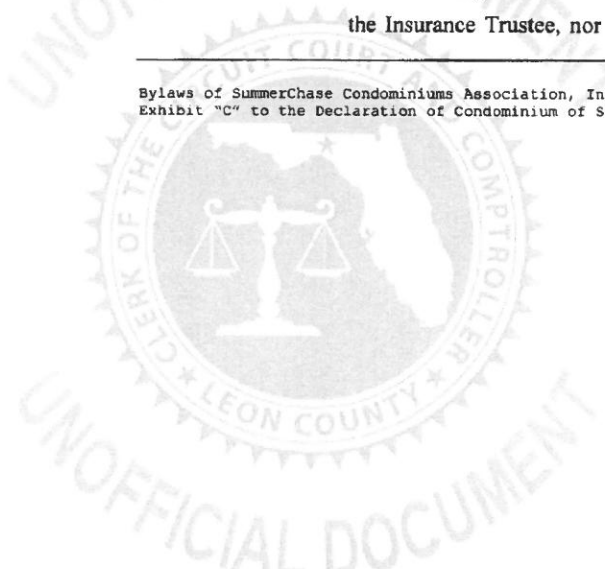 the Insurance Trustee, nor
Bylaws of SummerChase Condominiums Association, In
Exhibit "C" to the Declaration of Condominium of S
CLERK OF THE CIRCUIT COURT AND COMPTROLLER
LEON COUNTY
UNOFFICIAL DOCUMENT